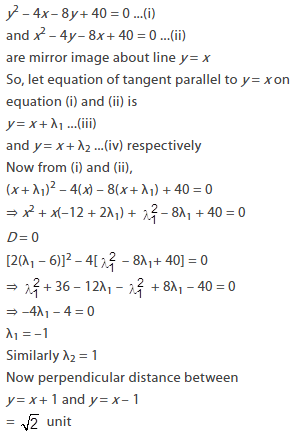 y² – 4x – 8y + 40 = 0 ...(i)
and x² – 4y – 8x + 40 = 0 ...(ii)
are mirror image about line y = x
So, let equation of tangent parallel to y = x on
equation (i) and (ii) is
y = x + λ₁ ...(iii)
and y = x + λ₂ ...(iv) respectively
Now from (i) and (ii),
(x + λ₁)² – 4(x) – 8(x + λ₁) + 40 = 0
⇒ x² + x(–12 + 2λ₁) + λ₁² – 8λ₁ + 40 = 0
D = 0
[2(λ₁ – 6)]² – 4[ λ₁² – 8λ₁ + 40] = 0
⇒ λ₁² + 36 – 12λ₁ – λ₁² + 8λ₁ – 40 = 0
⇒ –4λ₁ – 4 = 0
λ₁ = –1
Similarly λ₂ = 1
Now perpendicular distance between
y = x + 1 and y = x – 1
= √2 unit